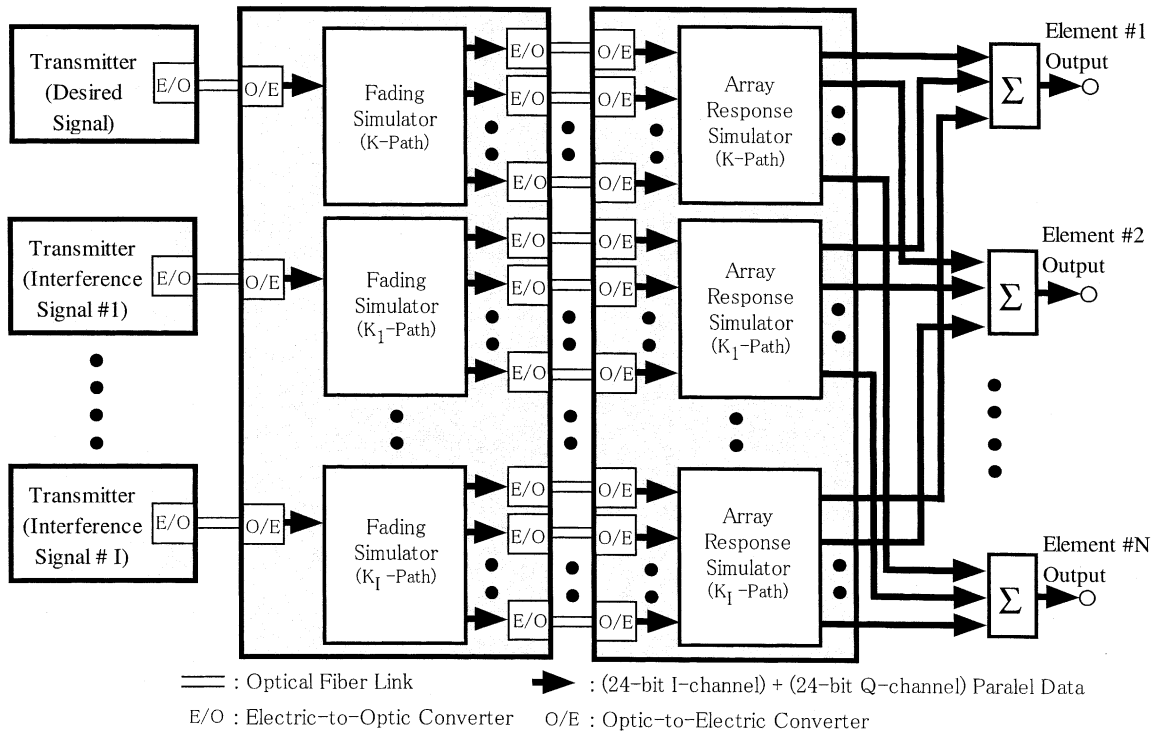 Transmitter
(Desired
Signal)
E/O
O/E
Fading
Simulator
(K-Path)
E/O
O/E
E/O
O/E
E/O
O/E
Array
Response
Simulator
(K-Path)
Σ
Element #1
Output
Transmitter
(Interference
Signal #1)
E/O
O/E
Fading
Simulator
(K1-Path)
E/O
O/E
E/O
O/E
E/O
O/E
Array
Response
Simulator
(K1-Path)
Σ
Element #2
Output
Transmitter
(Interference
Signal # I)
E/O
O/E
Fading
Simulator
(KI -Path)
E/O
O/E
E/O
O/E
E/O
O/E
Array
Response
Simulator
(KI -Path)
Σ
Element #N
Output
: Optical Fiber Link
: (24-bit I-channel) + (24-bit Q-channel) Paralel Data
E/O : Electric-to-Optic Converter
O/E : Optic-to-Electric Converter